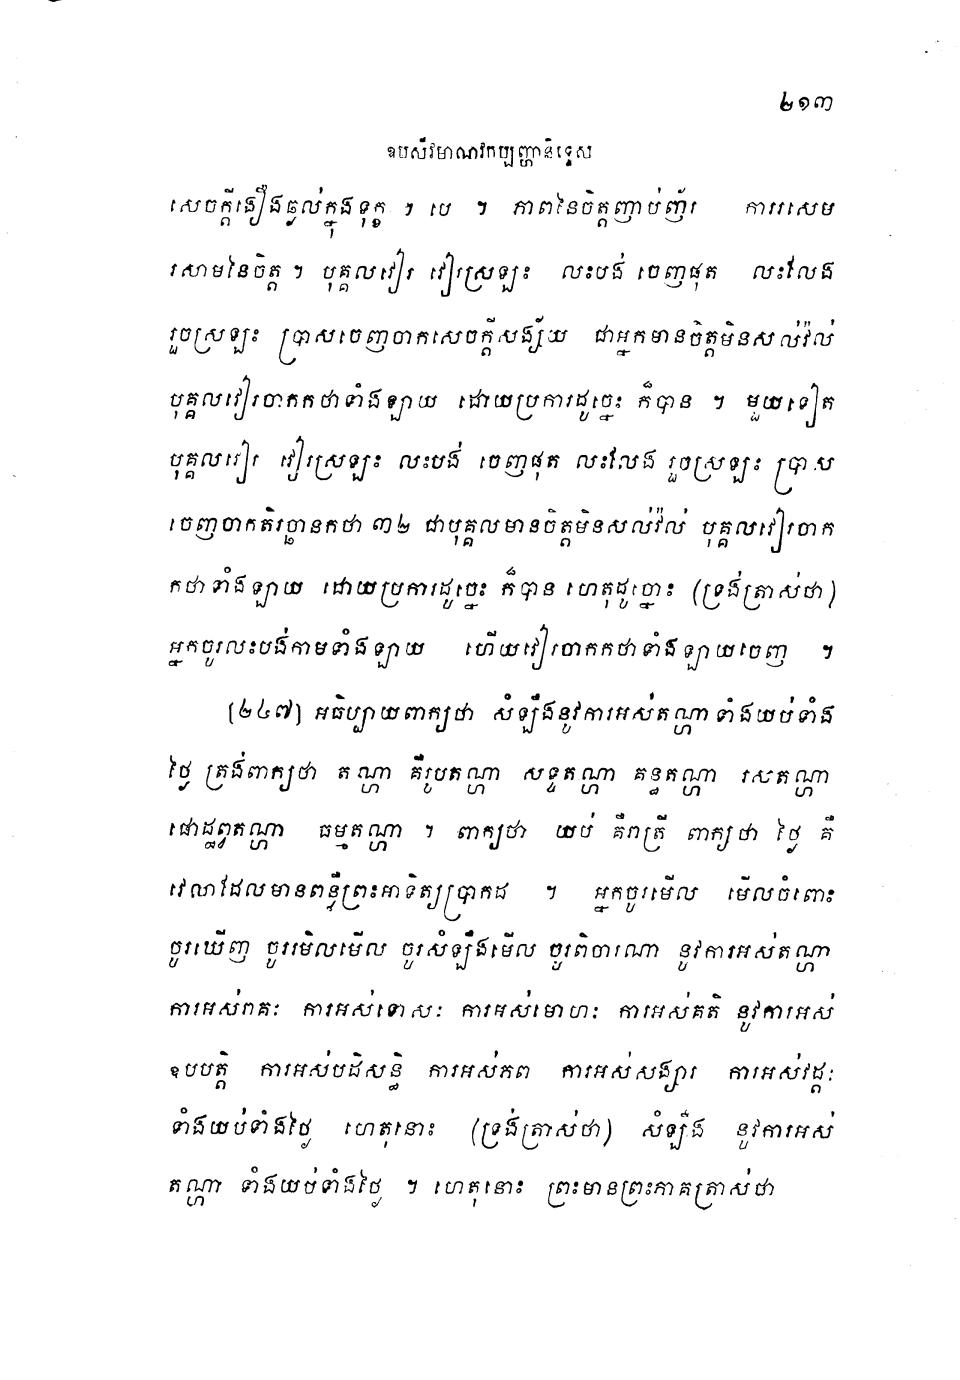 ២១៣
ឧបសីវមាណវកប្បញ្ហានិទ្ទេស
សេចក្ដីងឿងឆ្ងល់ក្នុងទុក្ខ ។ បេ ។ ភាពនៃចិត្តញាប់ញ័រ ការរសេម
រសាមនៃចិត្ត ។ បុគ្គលវៀរ វៀរស្រឡះ លះបង់ ចេញផុត លះលែង
រួចស្រឡះ ប្រាសចេញចាកសេចក្ដីសង្ស័យ ជាអ្នកមានចិត្តមិនសល់វ៉ល់
បុគ្គលវៀរចាកកថាទាំងឡាយ ដោយប្រការដូច្នេះ ក៏បាន ។ មួយទៀត
បុគ្គលវៀរ វៀរស្រឡះ លះបង់ ចេញផុត លះលែង រួចស្រឡះ ប្រាស
ចេញចាកតិរច្ឆានកថា ៣២ ជាបុគ្គលមានចិត្តមិនសល់វ៉ល់ បុគ្គលវៀរចាក
កថាទាំងឡាយ ដោយប្រការដូច្នេះ ក៏បាន ហេតុដូច្នោះ (ទ្រង់ត្រាស់ថា)
អ្នកចូរលះបង់កាមទាំងឡាយ ហើយវៀរចាកកថាទាំងឡាយចេញ ។
(២៤៧) អធិប្បាយពាក្យថា សំឡឹងនូវការអស់តណ្ហាទាំងយប់ទាំង
ថ្ងៃ ត្រង់ពាក្យថា តណ្ហា គឺរូបតណ្ហា សទ្ទតណ្ហា គន្ធតណ្ហា រសតណ្ហា
ផោដ្ឋព្វតណ្ហា ធម្មតណ្ហា ។ ពាក្យថា យប់ គឺរាត្រី ពាក្យថា ថ្ងៃ គឺ
វេលាដែលមានពន្លឺព្រះអាទិត្យប្រាកដ ។ អ្នកចូរមើល មើលចំពោះ
ចូរឃើញ ចូររមិលមើល ចូរសំឡឹងមើល ចូរពិចារណា នូវការអស់តណ្ហា
ការអស់រាគៈ ការអស់ទោសៈ ការអស់មោហៈ ការអស់គតិ នូវការអស់
ឧបបត្តិ ការអស់បដិសន្ធិ ការអស់ភព ការអស់សង្សារ ការអស់វដ្ដៈ
ទាំងយប់ទាំងថ្ងៃ ហេតុនោះ (ទ្រង់ត្រាស់ថា) សំឡឹង នូវការអស់
តណ្ហា ទាំងយប់ទាំងថ្ងៃ ។ ហេតុនោះ ព្រះមានព្រះភាគត្រាស់ថា